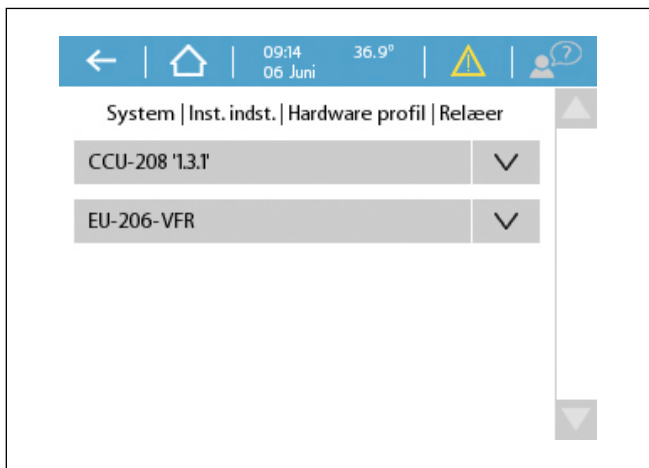 09:14 36.9°
06 Juni
?
System | Inst. indst. | Hardware profil | Relæer
CCU-208 '1.3.1'
EU-206-VFR